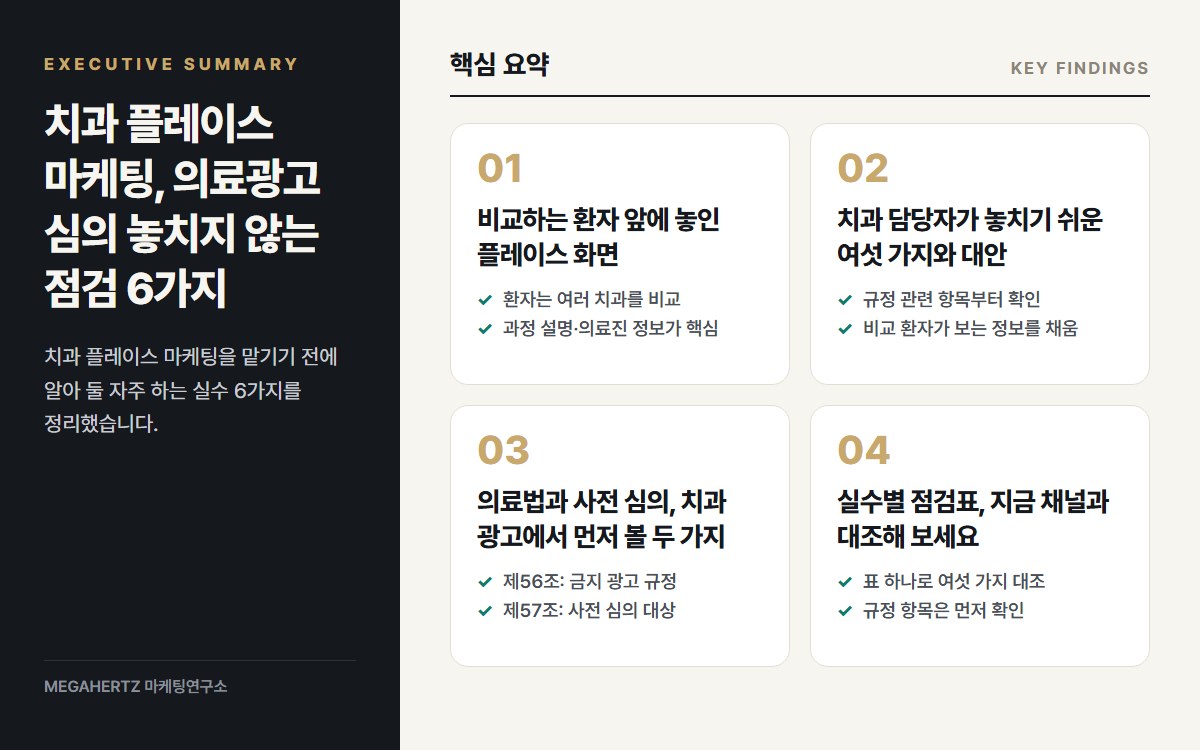 EXECUTIVE SUMMARY
치과 플레이스
마케팅, 의료광고
심의 놓치지 않는
점검 6가지
치과 플레이스 마케팅을 맡기기 전에
알아 둘 자주 하는 실수 6가지를
정리했습니다.
MEGAHERTZ 마케팅연구소
핵심 요약
KEY FINDINGS
01
비교하는 환자 앞에 놓인
플레이스 화면
환자는 여러 치과를 비교
과정 설명·의료진 정보가 핵심
02
치과 담당자가 놓치기 쉬운
여섯 가지와 대안
규정 관련 항목부터 확인
비교 환자가 보는 정보를 채움
03
의료법과 사전 심의, 치과
광고에서 먼저 볼 두 가지
제56조: 금지 광고 규정
제57조: 사전 심의 대상
04
실수별 점검표, 지금 채널과
대조해 보세요
표 하나로 여섯 가지 대조
규정 항목은 먼저 확인